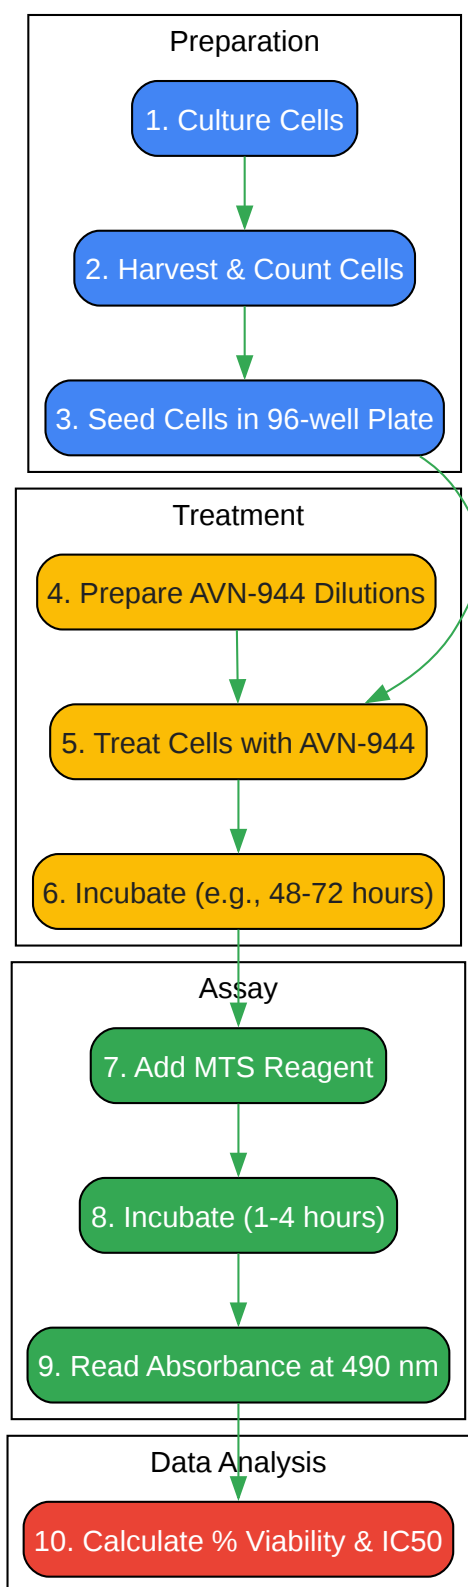 Preparation
1. Culture Cells
2. Harvest & Count Cells
3. Seed Cells in 96-well Plate
Treatment
4. Prepare AVN-944 Dilutions
5. Treat Cells with AVN-944
6. Incubate (e.g., 48-72 hours)
Assay
7. Add MTS Reagent
8. Incubate (1-4 hours)
9. Read Absorbance at 490 nm
Data Analysis
10. Calculate % Viability & IC50